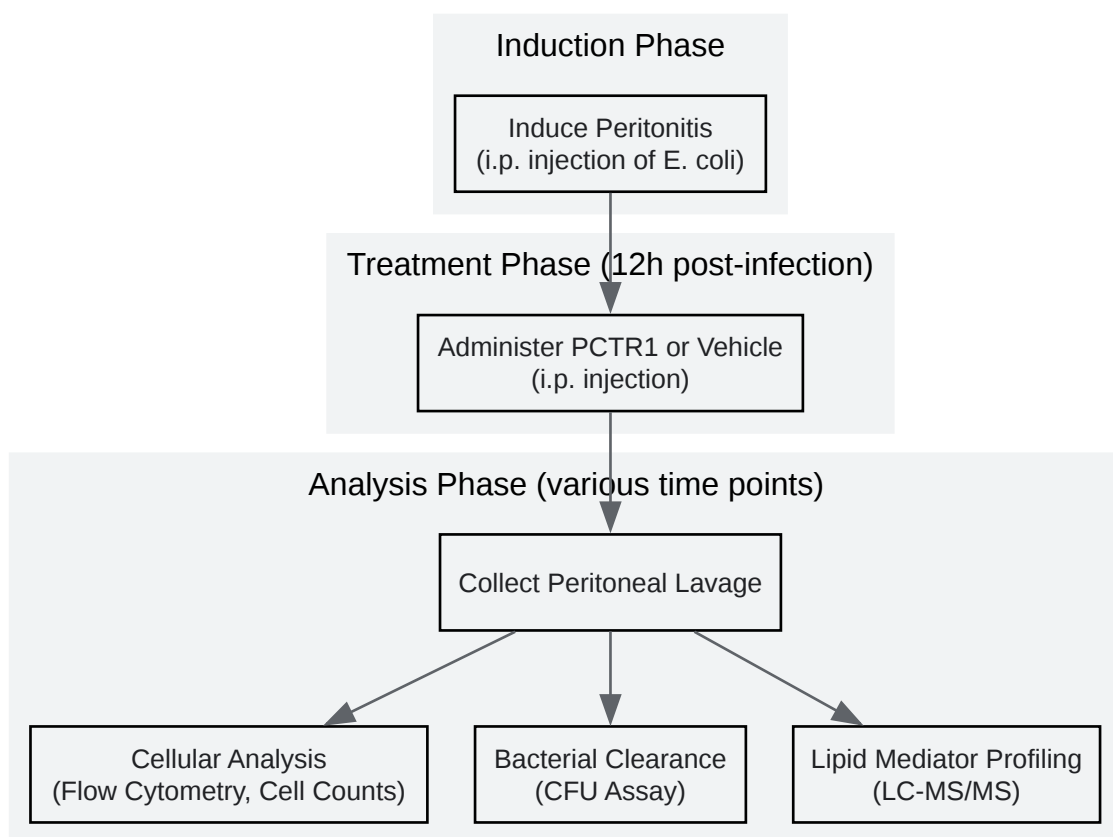 Induction Phase
Induce Peritonitis
(i.p. injection of E. coli)
Treatment Phase (12h post-infection)
Administer PCTR1 or Vehicle
(i.p. injection)
Analysis Phase (various time points)
Collect Peritoneal Lavage
Cellular Analysis
(Flow Cytometry, Cell Counts)
Bacterial Clearance
(CFU Assay)
Lipid Mediator Profiling
(LC-MS/MS)